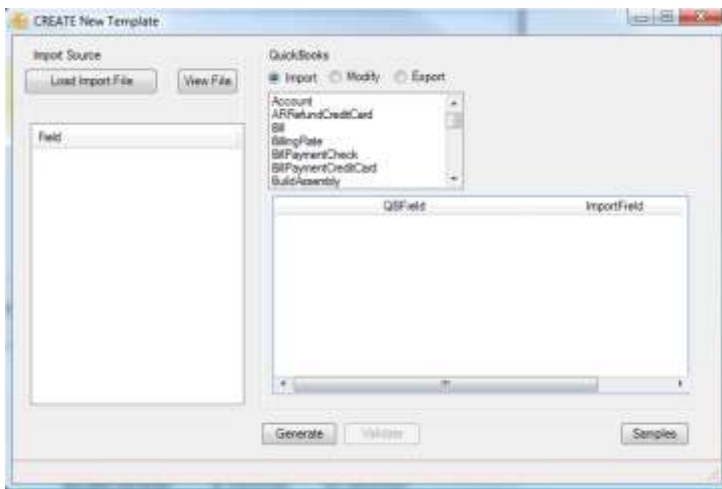 CREATE New Template
Import Source
Load Import File
View File
Field
QuickBooks
Import
Modify
Export
Account
ARRefundCreditCard
Bill
BillingRate
BillPaymentCheck
BillPaymentCreditCard
BuildAssembly
QBField
ImportField
Generate
Validate
Samples